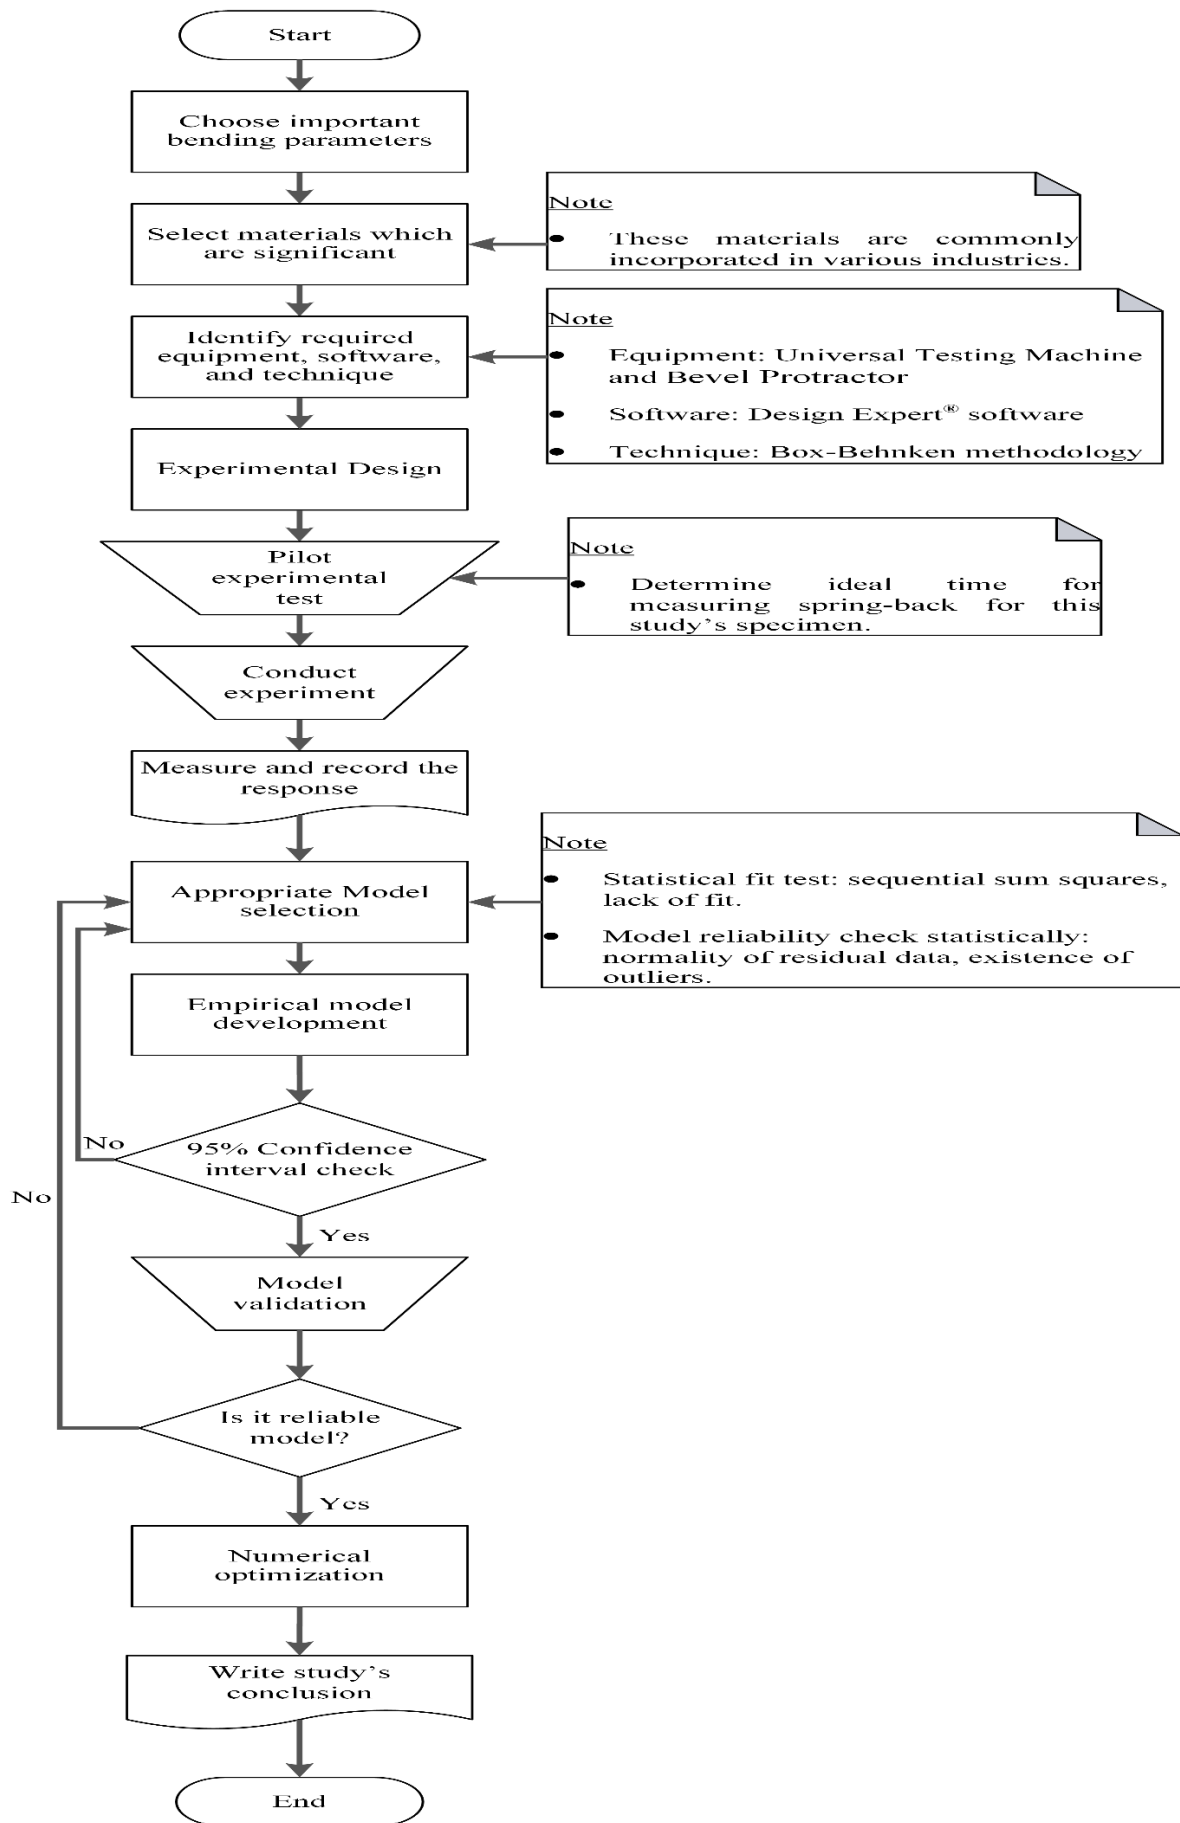 Start
Choose important
bending parameters
Select materials which
are significant
Note
• These materials are commonly
incorporated in various industries.
Identify required
equipment, software,
and technique
Note
• Equipment: Universal Testing Machine
and Bevel Protractor
• Software: Design Expert® software
• Technique: Box-Behnken methodology
Experimental Design
Pilot
experimental
test
Note
• Determine ideal time for
measuring spring-back for this
study's specimen.
Conduct
experiment
Measure and record the
response
Appropriate Model
selection
Note
• Statistical fit test: sequential sum squares,
lack of fit.
• Model reliability check statistically:
normality of residual data, existence of
outliers.
Empirical model
development
95% Confidence
interval check
No
No
Yes
Model
validation
Is it reliable
model?
Yes
Numerical
optimization
Write study's
conclusion
End